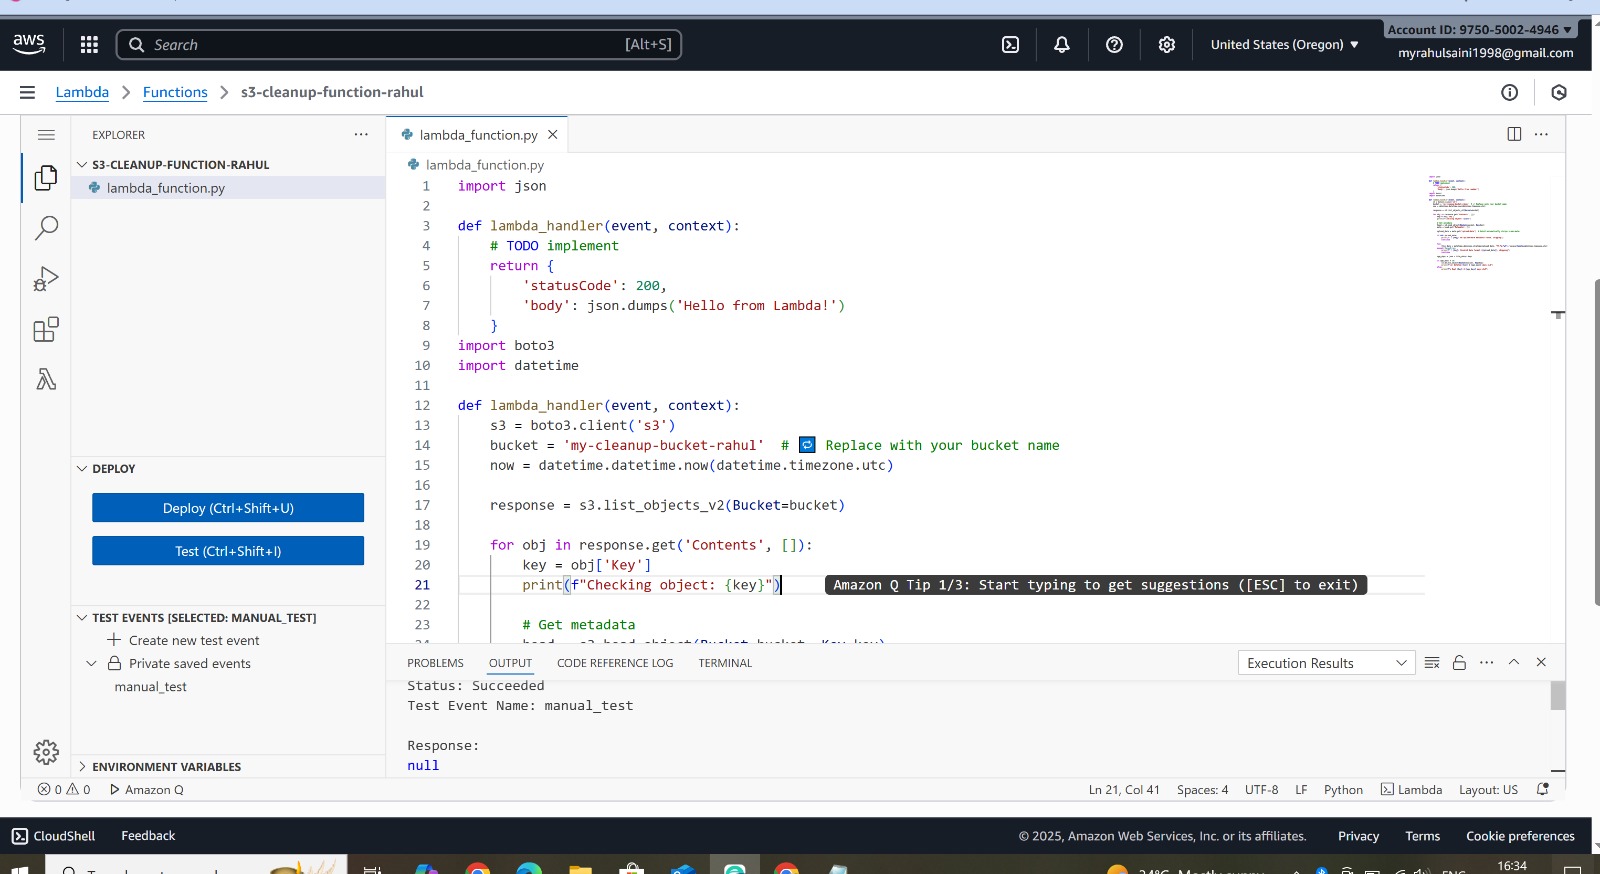 aws
Search [Alt+S]
United States (Oregon) ▼
Account ID: 9750-5002-4946 ▼
myrahulsaini1998@gmail.com
Lambda > Functions > s3-cleanup-function-rahul
EXPLORER ...
S3-CLEANUP-FUNCTION-RAHUL
lambda_function.py
DEPLOY
Deploy (Ctrl+Shift+U)
Test (Ctrl+Shift+I)
TEST EVENTS [SELECTED: MANUAL_TEST]
Create new test event
Private saved events
manual_test
ENVIRONMENT VARIABLES
lambda_function.py
lambda_function.py
1 import json
2
3 def lambda_handler(event, context):
4 # TODO implement
5 return {
6 'statusCode': 200,
7 'body': json.dumps('Hello from Lambda!')
8 }
9 import boto3
10 import datetime
11
12 def lambda_handler(event, context):
13 s3 = boto3.client('s3')
14 bucket = 'my-cleanup-bucket-rahul' # 🔁 Replace with your bucket name
15 now = datetime.datetime.now(datetime.timezone.utc)
16
17 response = s3.list_objects_v2(Bucket=bucket)
18
19 for obj in response.get('Contents', []):
20 key = obj['Key']
21 print(f"Checking object: {key}") Amazon Q Tip 1/3: Start typing to get suggestions ([ESC] to exit)
22
23 # Get metadata
PROBLEMS OUTPUT CODE REFERENCE LOG TERMINAL Execution Results
Status: Succeeded
Test Event Name: manual_test
Response:
null
0 0 Amazon Q Ln 21, Col 41 Spaces: 4 UTF-8 LF Python Lambda Layout: US
CloudShell Feedback © 2025, Amazon Web Services, Inc. or its affiliates. Privacy Terms Cookie preferences
16:34